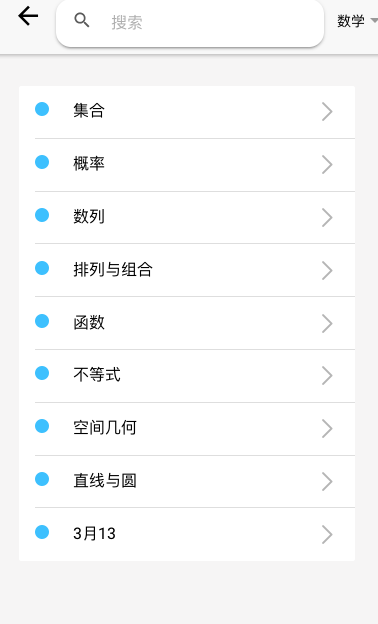 搜索
数学
集合
概率
数列
排列与组合
函数
不等式
空间几何
直线与圆
3月13